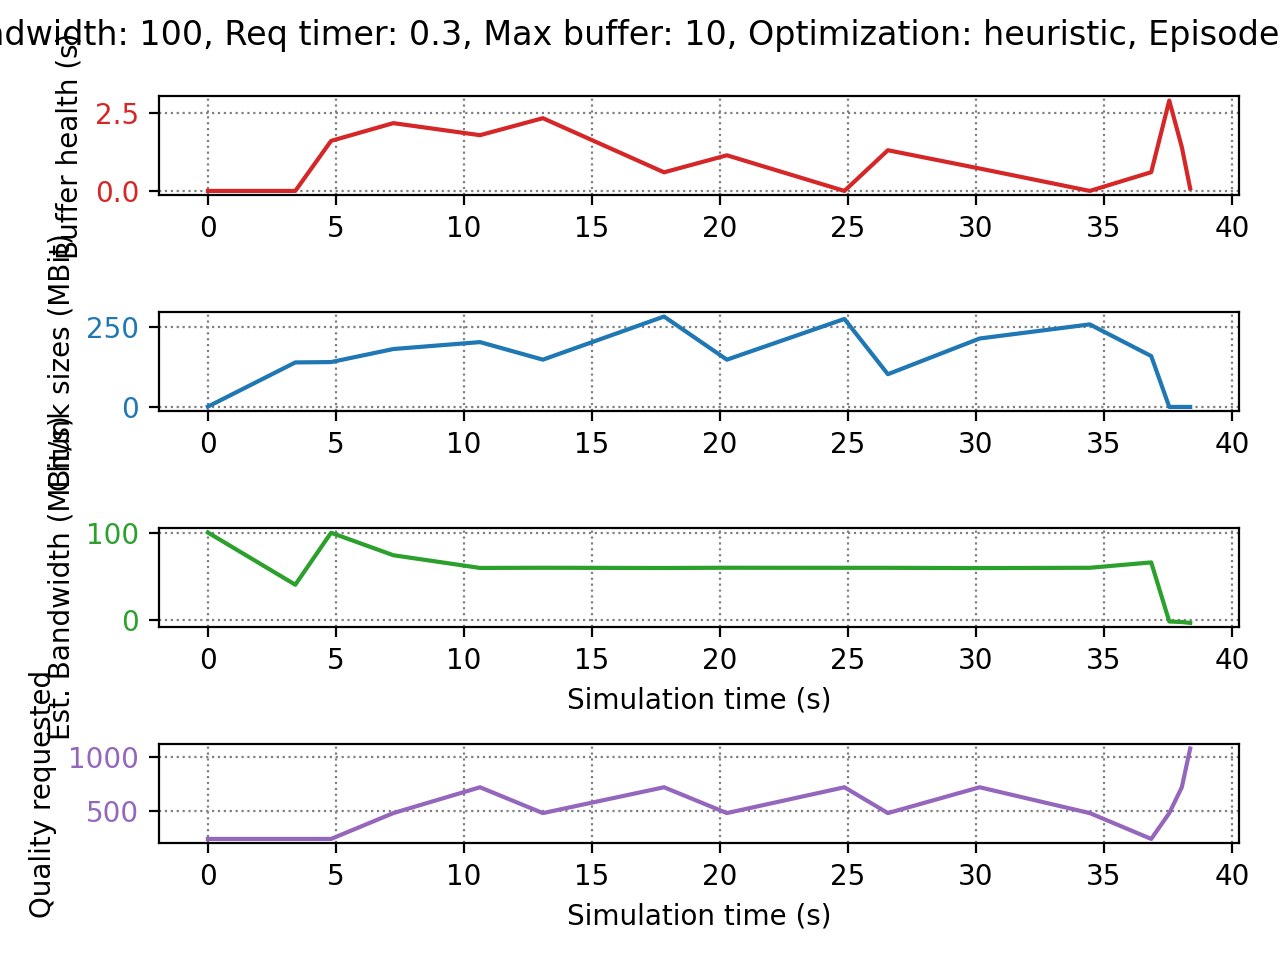 dwidth: 100, Req timer: 0.3, Max buffer: 10, Optimization: heuristic, Episode
Buffer health (s)
2.5
0.0
0 5 10 15 20 25 30 35 40
Chunk sizes (MBit)
250
0
0 5 10 15 20 25 30 35 40
Est. Bandwidth (MBit/s)
100
0
0 5 10 15 20 25 30 35 40
Simulation time (s)
Quality requested
1000
500
0 5 10 15 20 25 30 35 40
Simulation time (s)